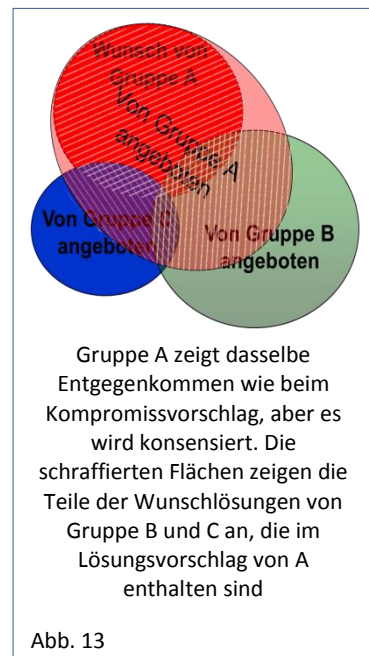 Wunsch von
Gruppe A
Von Gruppe A
angeboten
Von Gruppe C
angeboten
Von Gruppe B
angeboten
Gruppe A zeigt dasselbe
Entgegenkommen wie beim
Kompromissvorschlag, aber es
wird konsensiert. Die
schraffierten Flächen zeigen die
Teile der Wunschlösungen von
Gruppe B und C an, die im
Lösungsvorschlag von A
enthalten sind
Abb. 13